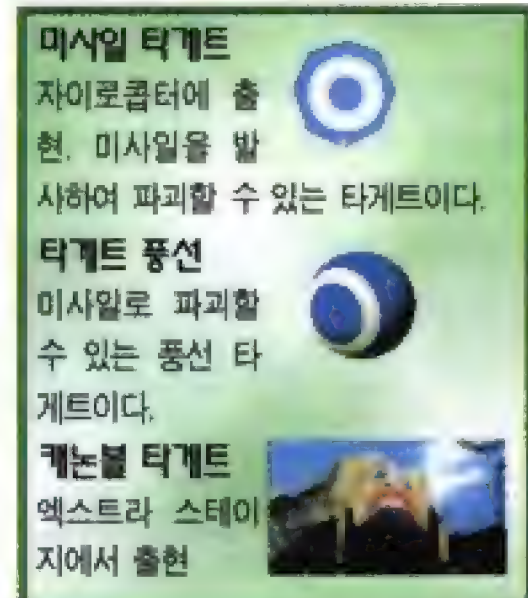 미사일 타게트
자이로콥터에 출
현. 미사일을 발
사하여 파괴할 수 있는 타게트이다.
타게트 풍선
미사일로 파괴할
수 있는 풍선 타
게트이다.
캐논볼 타게트
엑스트라 스테이
지에서 출현